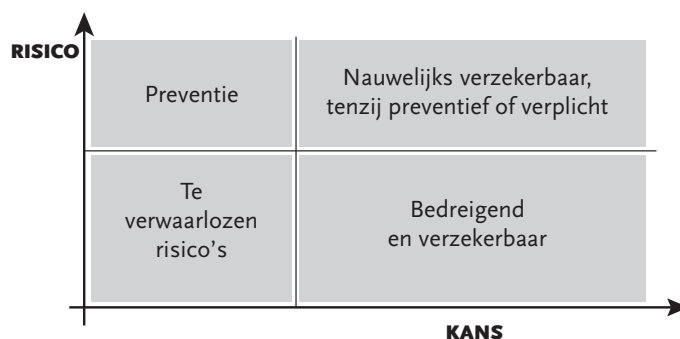 RISICO
Preventie
Nauwelijks verzekerbaar,
tenzij preventief of verplicht
Te
verwaarlozen
risico’s
Bedreigend
en verzekerbaar
KANS